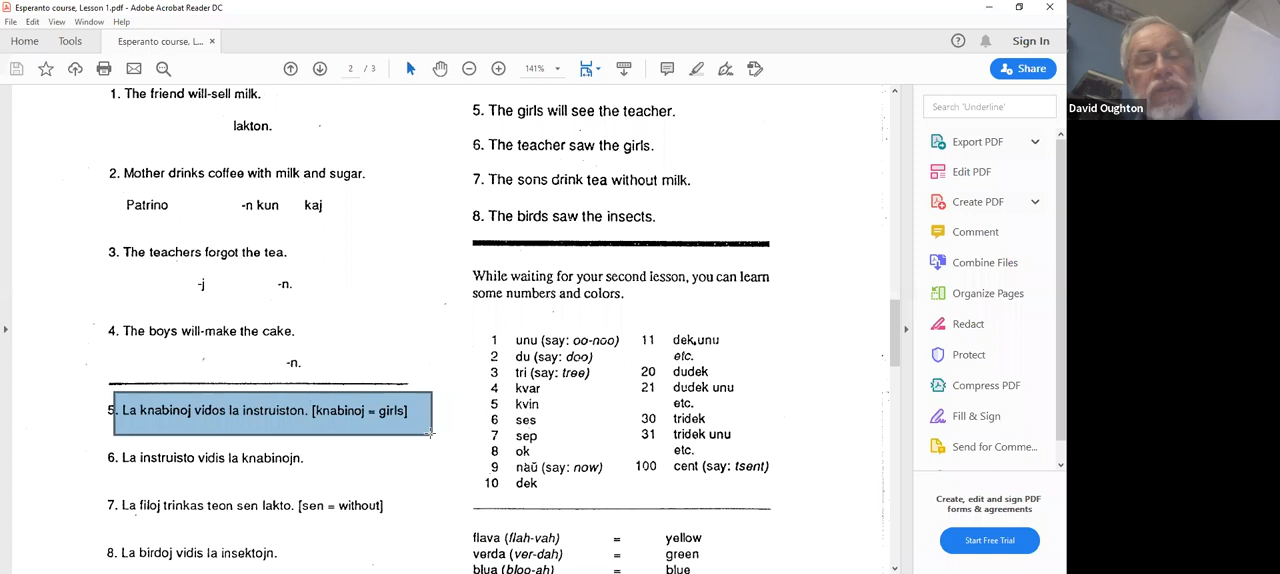 Esperanto course, Lesson 1.pdf - Adobe Acrobat Reader DC
File Edit View Window Help
Home Tools Esperanto course, L... × Sign In
2 / 3 141% Share
1. The friend will-sell milk.
lakton.
2. Mother drinks coffee with milk and sugar.
Patrino -n kun kaj
3. The teachers forgot the tea.
-j -n.
4. The boys will-make the cake.
-n.
5. La knabinoj vidos la instruiston. [knabinoj = girls]
6. La instruisto vidis la knabinojn.
7. La filoj trinkas teon sen lakto. [sen = without]
8. La birdoj vidis la insektojn.
5. The girls will see the teacher.
6. The teacher saw the girls.
7. The sons drink tea without milk.
8. The birds saw the insects.
While waiting for your second lesson, you can learn
some numbers and colors.
1 unu (say: oo-noo) 11 dek unu
2 du (say: doo) etc.
3 tri (say: tree) 20 dudek
4 kvar 21 dudek unu
5 kvin etc.
6 ses 30 tridek
7 sep 31 tridek unu
8 ok etc.
9 naŭ (say: now) 100 cent (say: tsent)
10 dek
flava (flah-vah) = yellow
verda (ver-dah) = green
blua (bloo-ah) = blue
Search 'Underline'
Export PDF
Edit PDF
Create PDF
Comment
Combine Files
Organize Pages
Redact
Protect
Compress PDF
Fill & Sign
Send for Comme...
Create, edit and sign PDF
forms & agreements
Start Free Trial
David Oughton